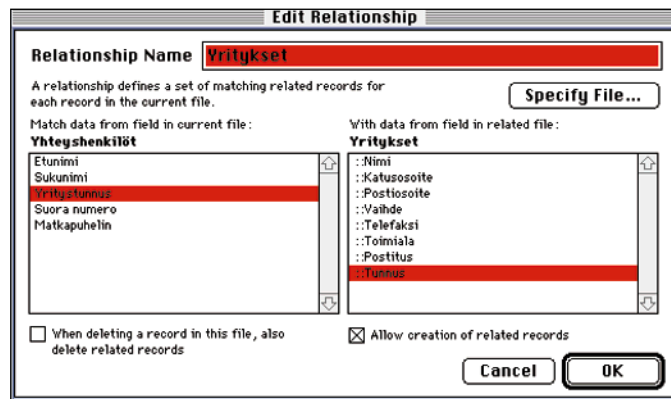 Edit Relationship
Relationship Name Yritykset
A relationship defines a set of matching related records for
each record in the current file.
Specify File...
Match data from field in current file:
Yhteyshenkilöt
Etunimi
Sukunimi
Yritystunnus
Suora numero
Matkapuhelin
With data from field in related file:
Yritykset
::Nimi
::Katusosoite
::Postiosoite
::Vaihde
::Telefaksi
::Toimiala
::Postitus
::Tunnus
When deleting a record in this file, also
delete related records
Allow creation of related records
Cancel
OK